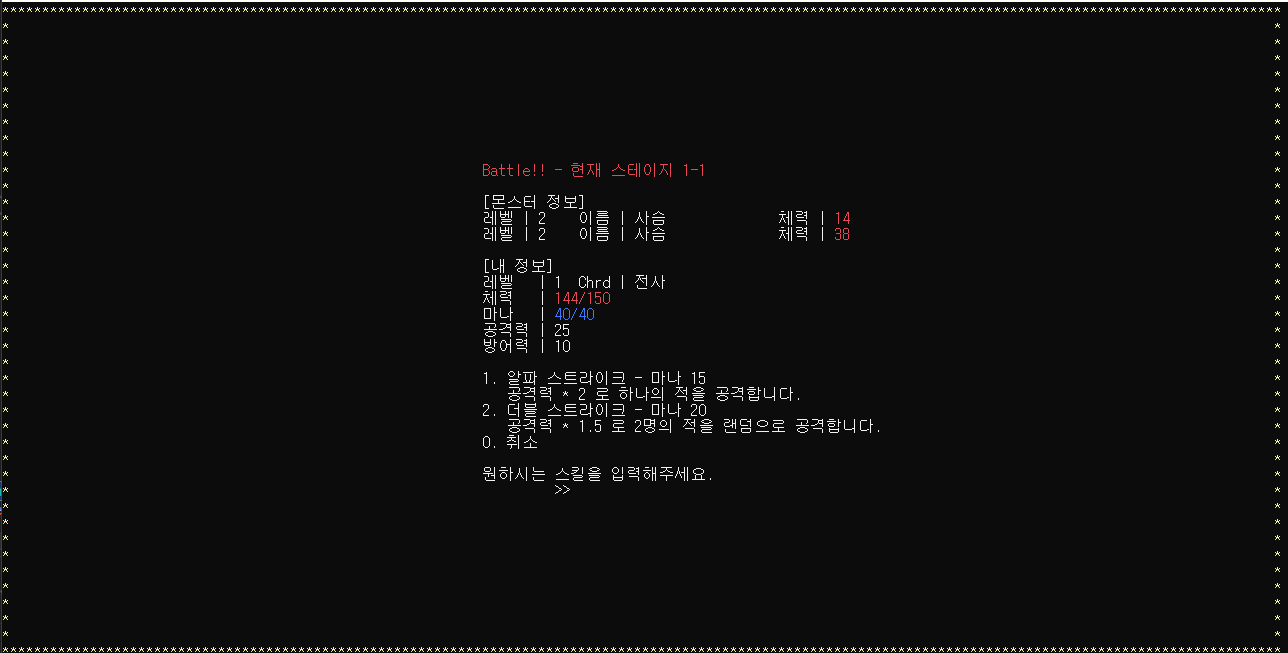 Battle!! - 현재 스테이지 1-1
[몬스터 정보]
레벨 | 2 이름 | 사슴 체력 | 14
레벨 | 2 이름 | 사슴 체력 | 38
[내 정보]
레벨 | 1 Chrd | 전사
체력 | 144/150
마나 | 40/40
공격력 | 25
방어력 | 10
1. 알파 스트라이크 - 마나 15
공격력 * 2 로 하나의 적을 공격합니다.
2. 더블 스트라이크 - 마나 20
공격력 * 1.5 로 2명의 적을 랜덤으로 공격합니다.
0. 취소
원하시는 스킬을 입력해주세요.
>>